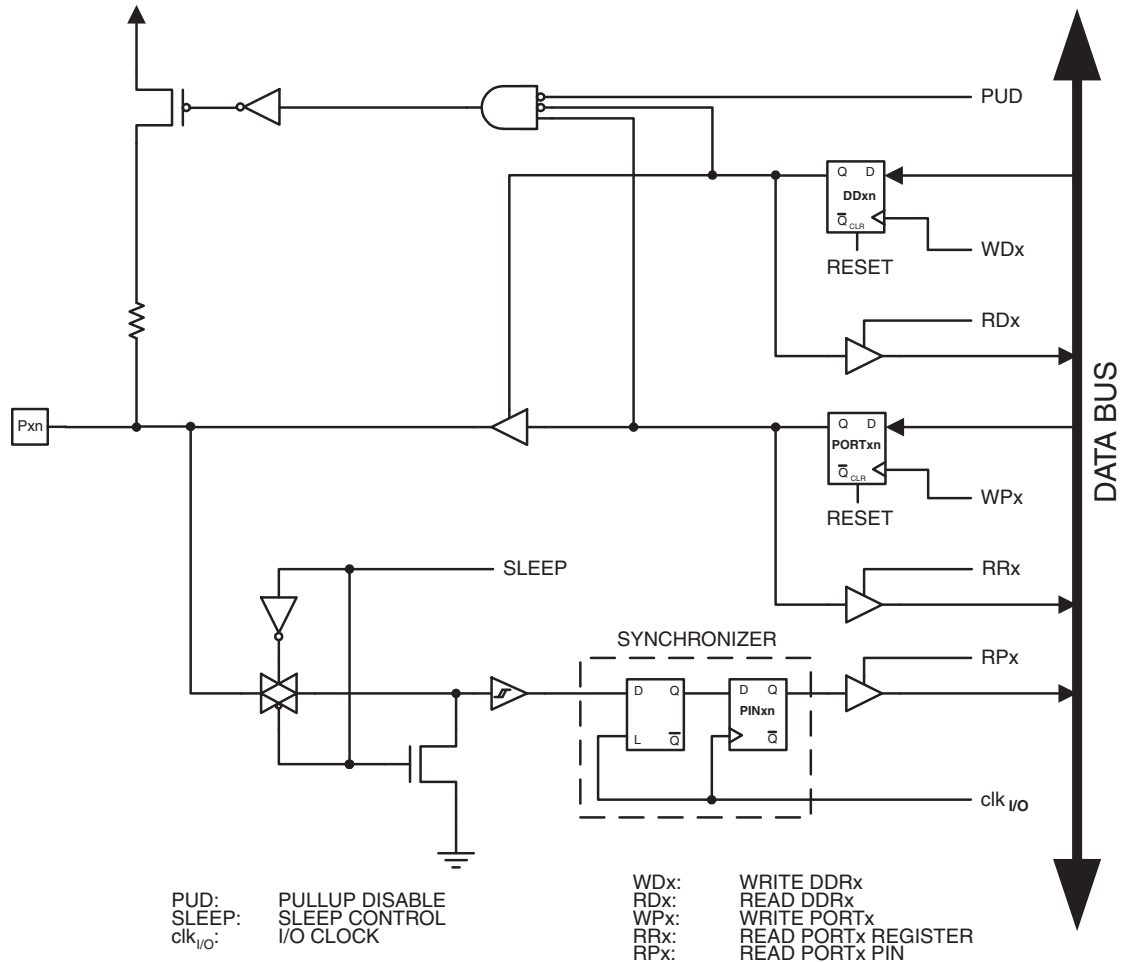 PUD
Q D
DDxn
Q̅ CLR
WDx
RESET
RDx
Pxn
Q D
PORTxn
Q̅ CLR
WPx
RESET
DATA BUS
SLEEP
RRx
SYNCHRONIZER
RPx
D Q
L Q̅
D Q
PINxn
Q̅
clk I/O
PUD: PULLUP DISABLE
SLEEP: SLEEP CONTROL
clkI/O: I/O CLOCK
WDx: WRITE DDRx
RDx: READ DDRx
WPx: WRITE PORTx
RRx: READ PORTx REGISTER
RPx: READ PORTx PIN